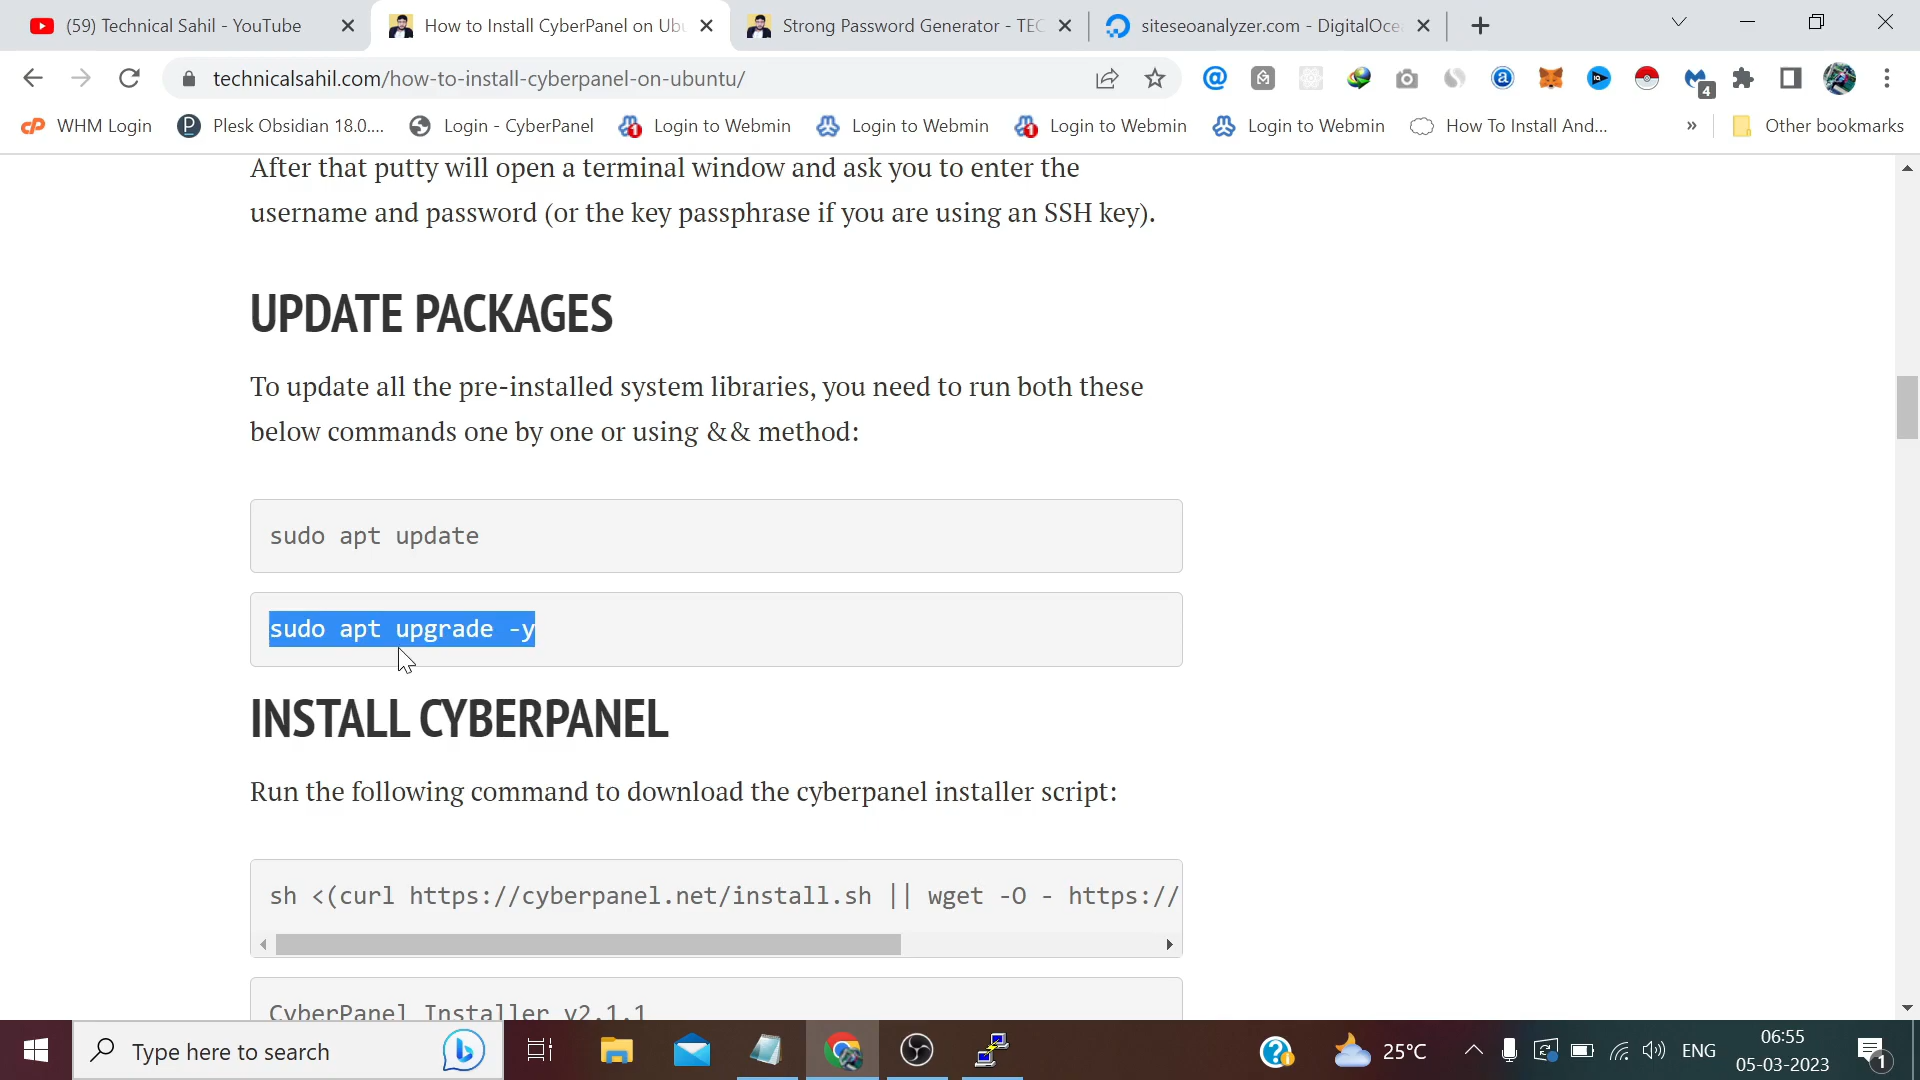 (59) Technical Sahil - YouTube
How to Install CyberPanel on Ubu
Strong Password Generator - TEC
siteseoanalyzer.com - DigitalOcea
technicalsahil.com/how-to-install-cyberpanel-on-ubuntu/
4
WHM Login
Plesk Obsidian 18.0....
Login - CyberPanel
Login to Webmin
Login to Webmin
Login to Webmin
Login to Webmin
How To Install And...
»
Other bookmarks
After that putty will open a terminal window and ask you to enter the
username and password (or the key passphrase if you are using an SSH key).
UPDATE PACKAGES
To update all the pre-installed system libraries, you need to run both these
below commands one by one or using && method:
sudo apt update
sudo apt upgrade -y
INSTALL CYBERPANEL
Run the following command to download the cyberpanel installer script:
sh <(curl https://cyberpanel.net/install.sh || wget -O - https://
CyberPanel Installer v2.1.1
Type here to search
25°C
ENG
06:55
05-03-2023
1